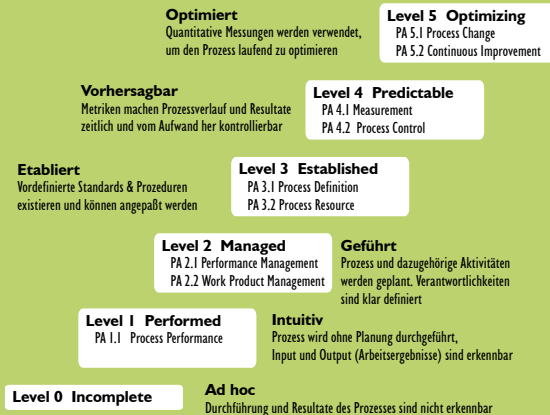 Optimiert
Quantitative Messungen werden verwendet,
um den Prozess laufend zu optimieren
Level 5 Optimizing
PA 5.1 Process Change
PA 5.2 Continuous Improvement
Vorhersagbar
Metriken machen Prozessverlauf und Resultate
zeitlich und vom Aufwand her kontrollierbar
Level 4 Predictable
PA 4.1 Measurement
PA 4.2 Process Control
Etabliert
Vordefinierte Standards & Prozeduren
existieren und können angepaßt werden
Level 3 Established
PA 3.1 Process Definition
PA 3.2 Process Resource
Level 2 Managed
PA 2.1 Performance Management
PA 2.2 Work Product Management
Geführt
Prozess und dazugehörige Aktivitäten
werden geplant. Verantwortlichkeiten
sind klar definiert
Level 1 Performed
PA 1.1 Process Performance
Intuitiv
Prozess wird ohne Planung durchgeführt,
Input und Output (Arbeitsergebnisse) sind erkennbar
Level 0 Incomplete
Ad hoc
Durchführung und Resultate des Prozesses sind nicht erkennbar